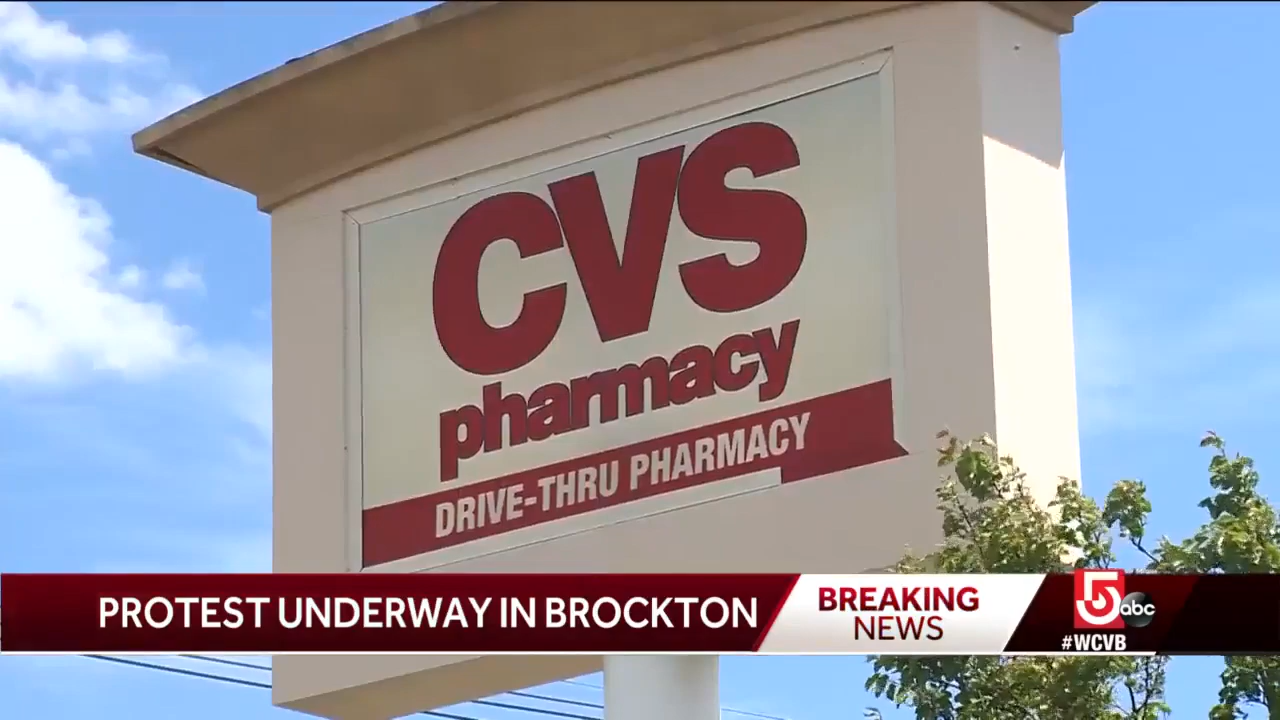 CVS
pharmacy
DRIVE-THRU PHARMACY
PROTEST UNDERWAY IN BROCKTON
BREAKING
NEWS
5
abc
#WCVB